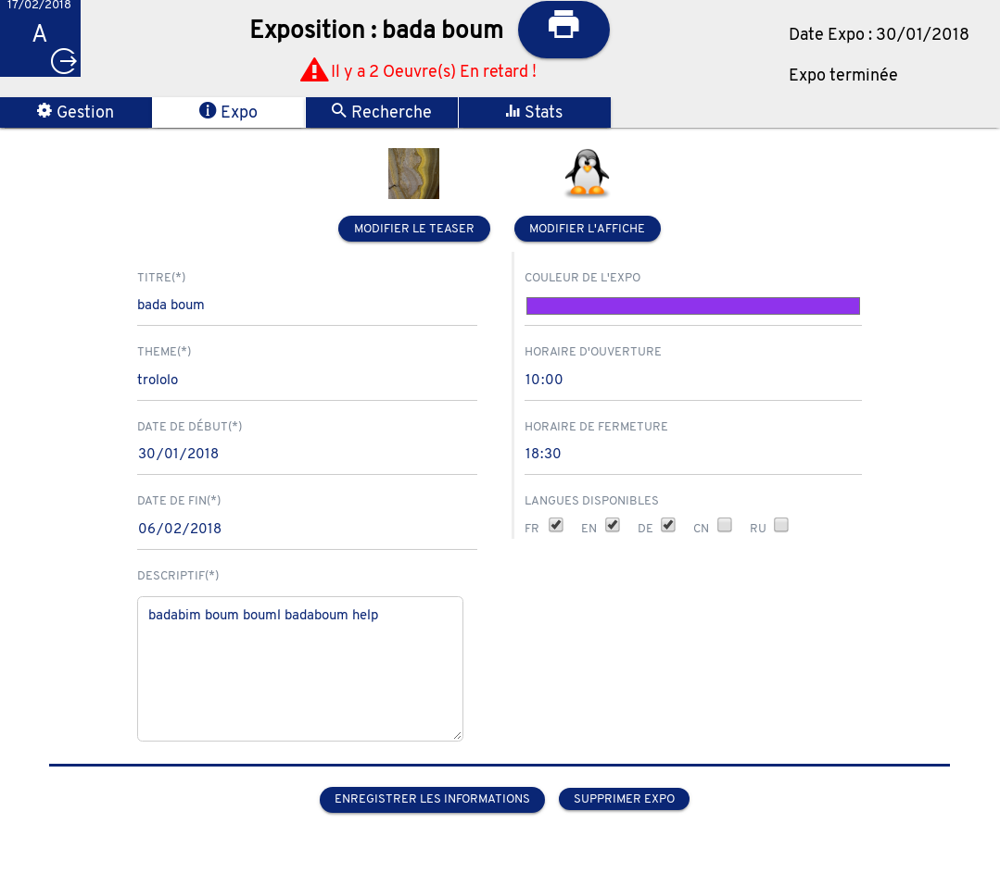 17/02/2018
A
Exposition : bada boum
Il y a 2 Oeuvre(s) En retard !
Date Expo : 30/01/2018
Expo terminée
Gestion
Expo
Recherche
Stats
MODIFIER LE TEASER
MODIFIER L'AFFICHE
TITRE(*)
bada boum
THEME(*)
trololo
DATE DE DÉBUT(*)
30/01/2018
DATE DE FIN(*)
06/02/2018
DESCRIPTIF(*)
badabim boum bouml badaboum help
COULEUR DE L'EXPO
HORAIRE D'OUVERTURE
10:00
HORAIRE DE FERMETURE
18:30
LANGUES DISPONIBLES
FR EN DE CN RU
ENREGISTRER LES INFORMATIONS
SUPPRIMER EXPO